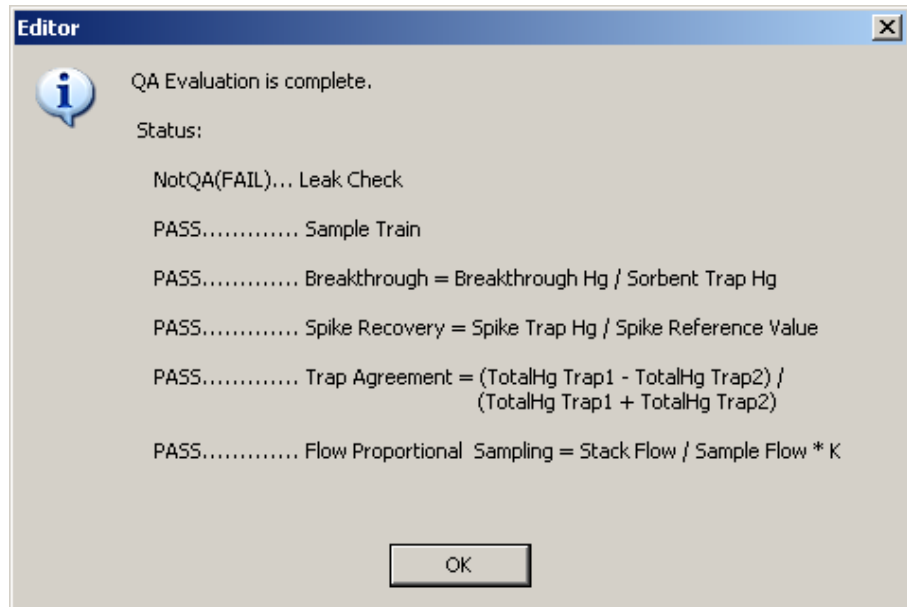 Editor
QA Evaluation is complete.
Status:
NotQA(FAIL)... Leak Check
PASS............. Sample Train
PASS............. Breakthrough = Breakthrough Hg / Sorbent Trap Hg
PASS............. Spike Recovery = Spike Trap Hg / Spike Reference Value
PASS............. Trap Agreement = (TotalHg Trap1 - TotalHg Trap2) /
(TotalHg Trap1 + TotalHg Trap2)
PASS............. Flow Proportional  Sampling = Stack Flow / Sample Flow * K
OK